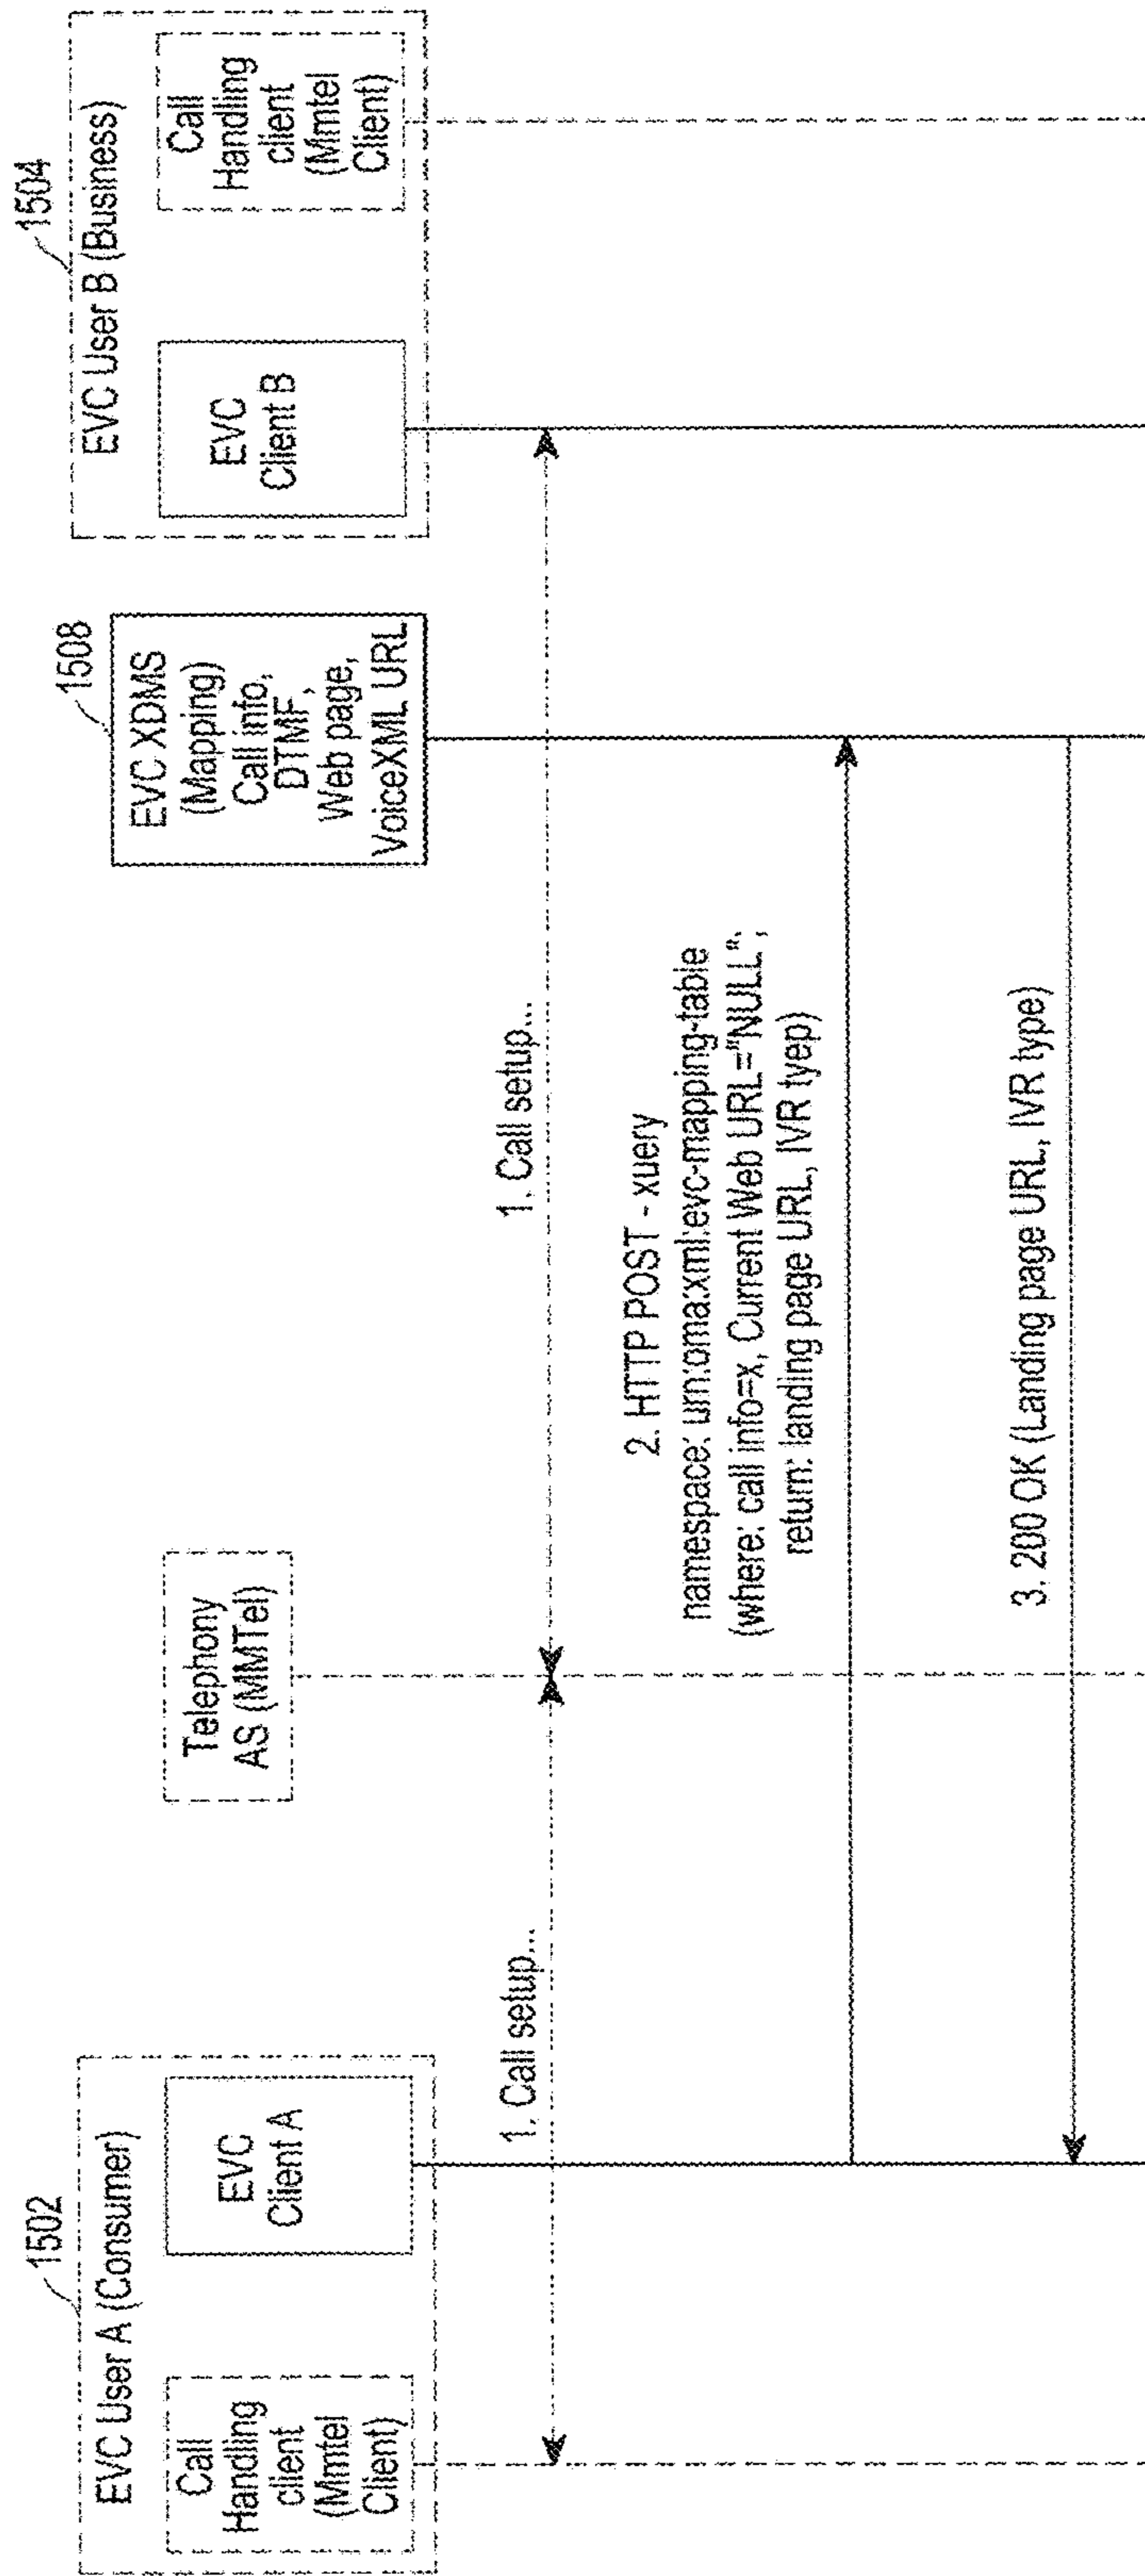 1502
EVC User A (Consumer)
Call
Handling
client
(Mmtel
Client)
EVC
Client A
Telephony
AS (MMTel)
1508
EVC XDMS
(Mapping)
Call info,
DTMF,
Web page,
VoiceXML URL
1504
EVC User B (Business)
EVC
Client B
Call
Handling
client
(Mmtel
Client)
1. Call setup...
1. Call setup...
2. HTTP POST - xuery
namespace: urn:oma:xml:evc-mapping-table
(where: call info=x, Current Web URL="NULL";
return: landing page URL, IVR tyep)
3. 200 OK (Landing page URL, IVR type)